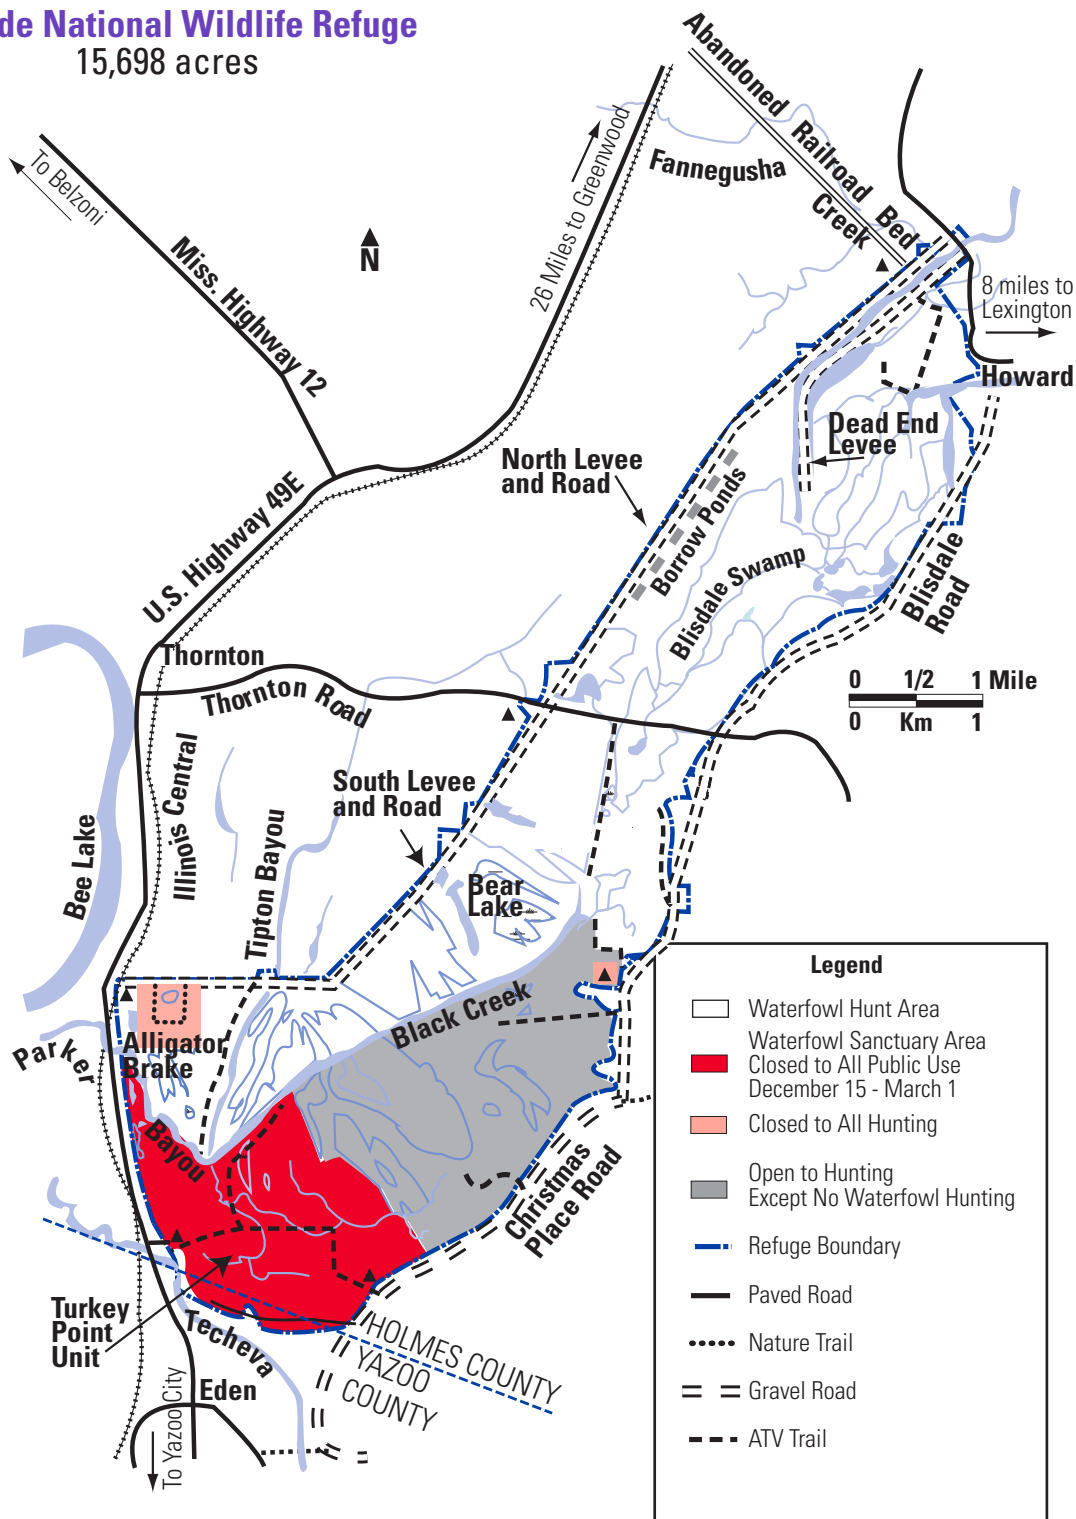 de National Wildlife Refuge
15,698 acres
Abandoned Railroad Bed
Fannegusha
Creek
To Belzoni
Miss. Highway 12
N
26 Miles to Greenwood
8 miles to
Lexington
Howard
Dead End
Levee
North Levee
and Road
Borrow Ponds
Blisdale Swamp
Blisdale
Road
U.S. Highway 49E
Thornton
Thornton Road
0 1/2 1 Mile
0 Km 1
South Levee
and Road
Illinois Central
Tipton Bayou
Bee Lake
Bear
Lake
Black Creek
Alligator
Brake
Parker
Bayou
Christmas
Place Road
Turkey
Point
Unit
Techeva
Eden
To Yazoo City
HOLMES COUNTY
YAZOO
COUNTY
Legend
Waterfowl Hunt Area
Waterfowl Sanctuary Area
Closed to All Public Use
December 15 - March 1
Closed to All Hunting
Open to Hunting
Except No Waterfowl Hunting
Refuge Boundary
Paved Road
Nature Trail
Gravel Road
ATV Trail